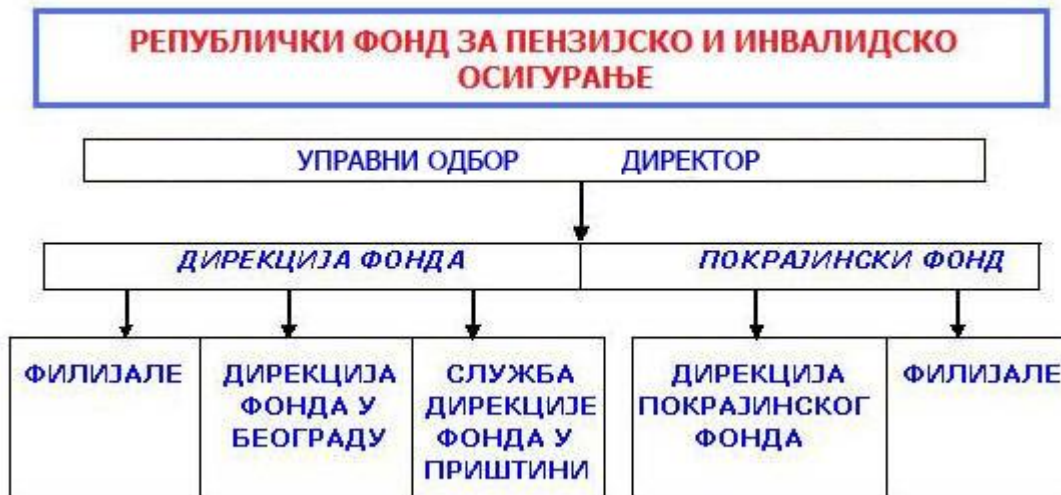 РЕПУБЛИЧКИ ФОНД ЗА ПЕНЗИЈСКО И ИНВАЛИДСКО
ОСИГУРАЊЕ
УПРАВНИ ОДБОР ДИРЕКТОР
ДИРЕКЦИЈА ФОНДА
ПОКРАЈИНСКИ ФОНД
ФИЛИЈАЛЕ
ДИРЕКЦИЈА
ФОНДА У
БЕОГРАДУ
СЛУЖБА
ДИРЕКЦИЈЕ
ФОНДА У
ПРИШТИНИ
ДИРЕКЦИЈА
ПОКРАЈИНСКОГ
ФОНДА
ФИЛИЈАЛЕ